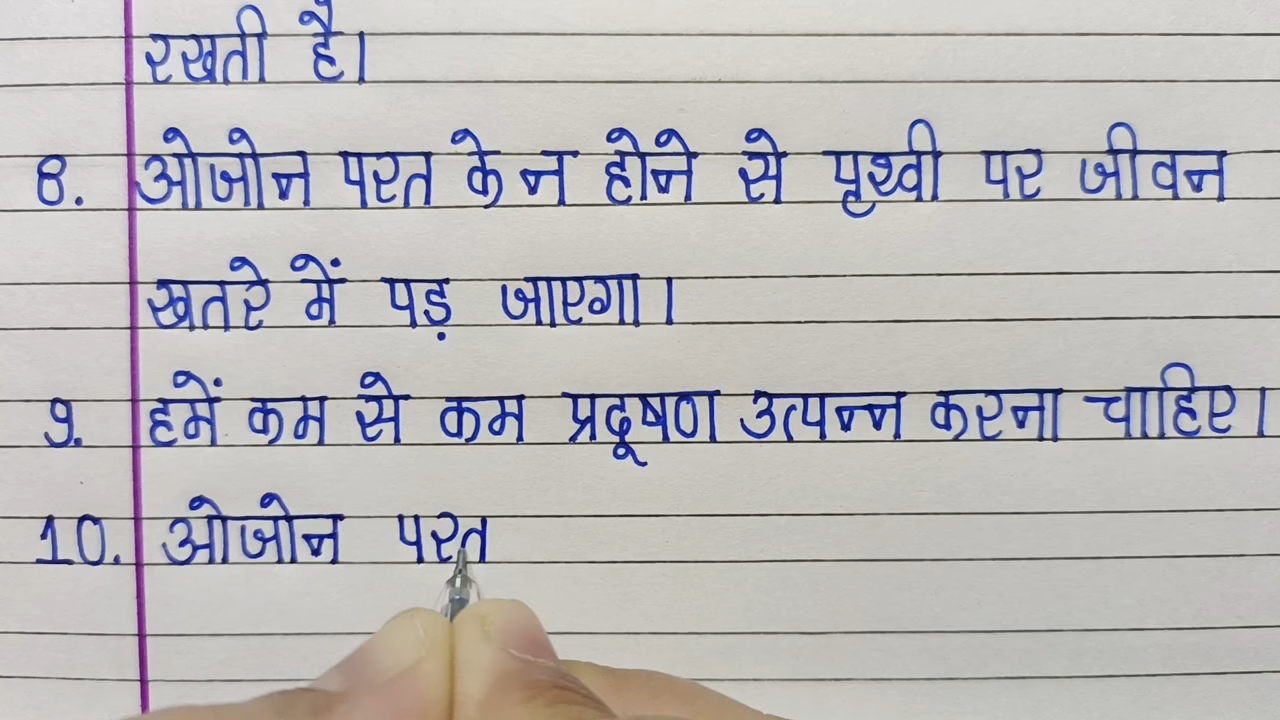 रखती है।
8. ओजोन परत के न होने से पृथ्वी पर जीवन
खतरे में पड़ जाएगा।
9. हमें कम से कम प्रदूषण उत्पन्न करना चाहिए।
10. ओजोन परत